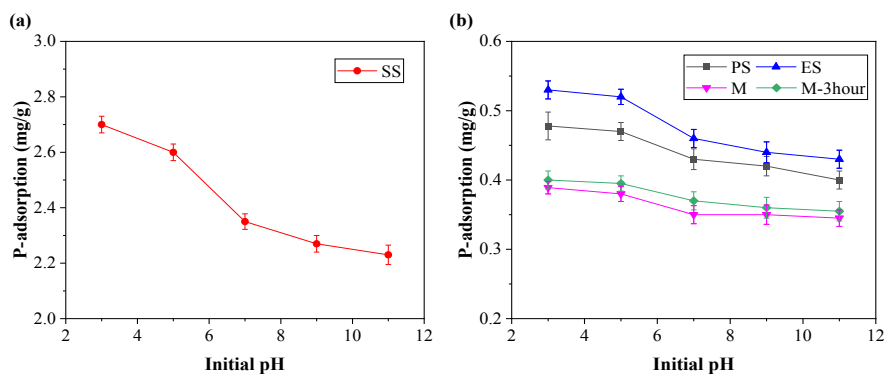 (a)
3.0
2.8
2.6
2.4
2.2
2.0
P-adsorption (mg/g)
SS
2 4 6 8 10 12
Initial pH
(b)
0.6
0.5
0.4
0.3
0.2
P-adsorption (mg/g)
PS ES
M M-3hour
2 4 6 8 10 12
Initial pH